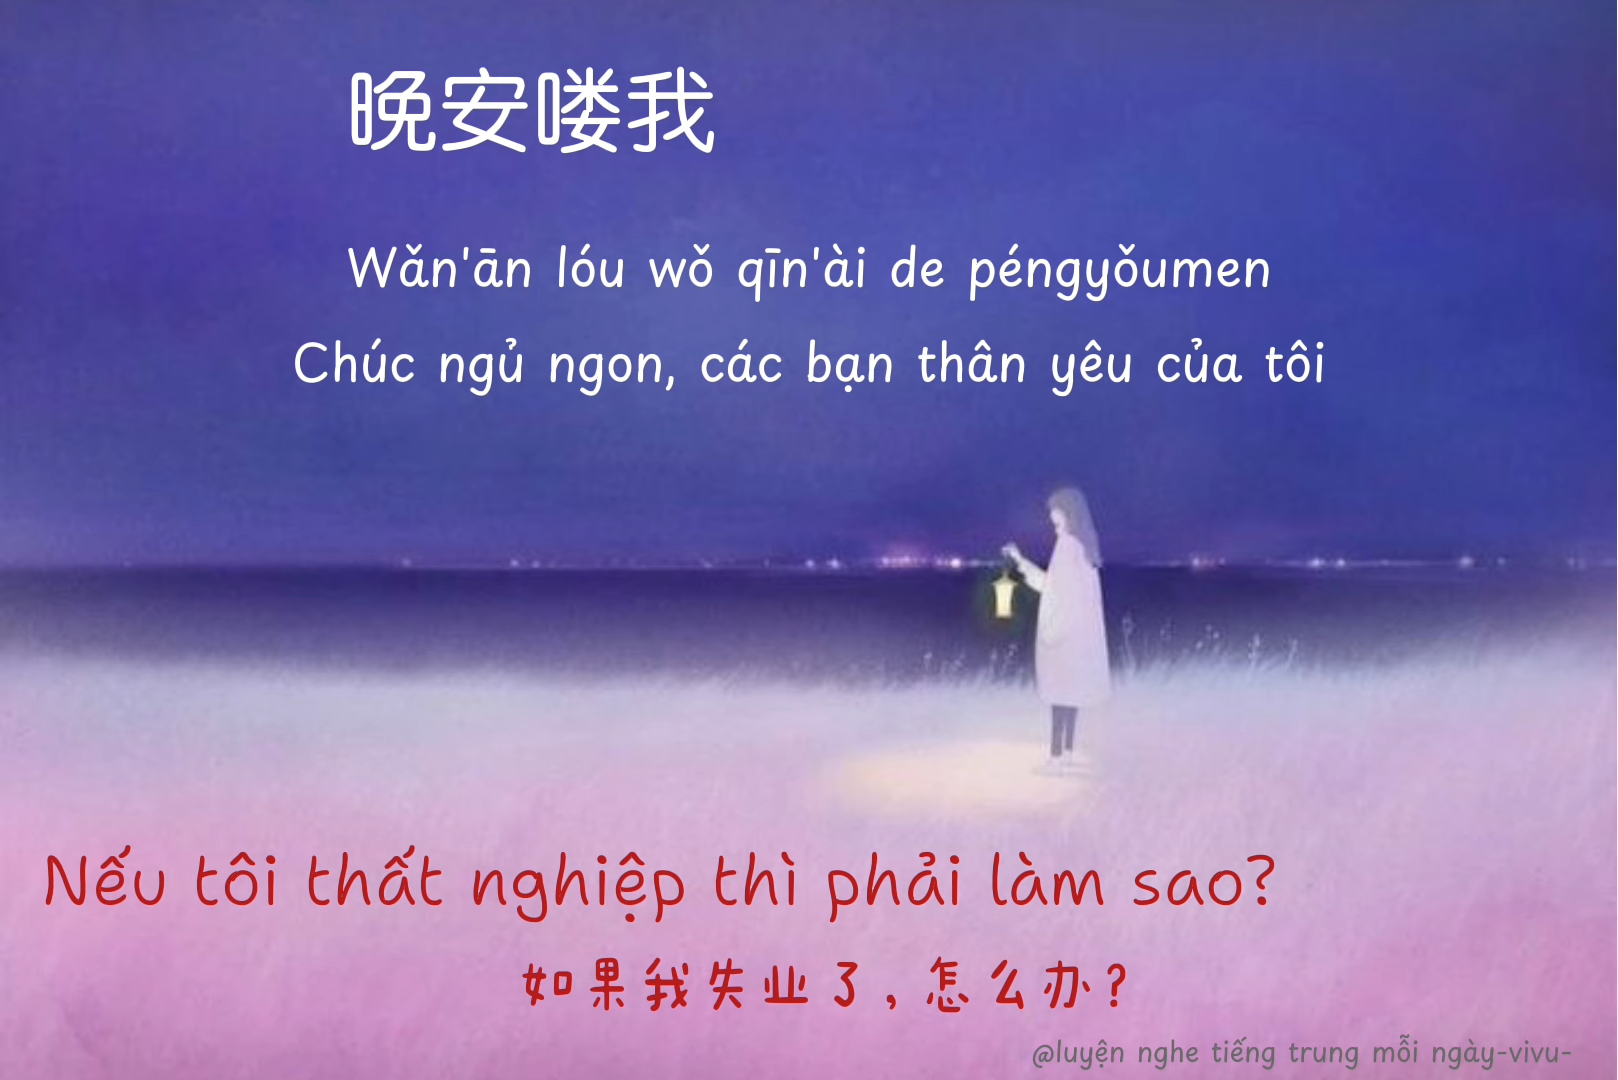 晚安喽我
Wǎn'ān lóu wǒ qīn'ài de péngyǒumen
Chúc ngủ ngon, các bạn thân yêu của tôi
Nếu tôi thất nghiệp thì phải làm sao?
如果我失业了,怎么办?
@luyện nghe tiếng trung mỗi ngày-vivu-